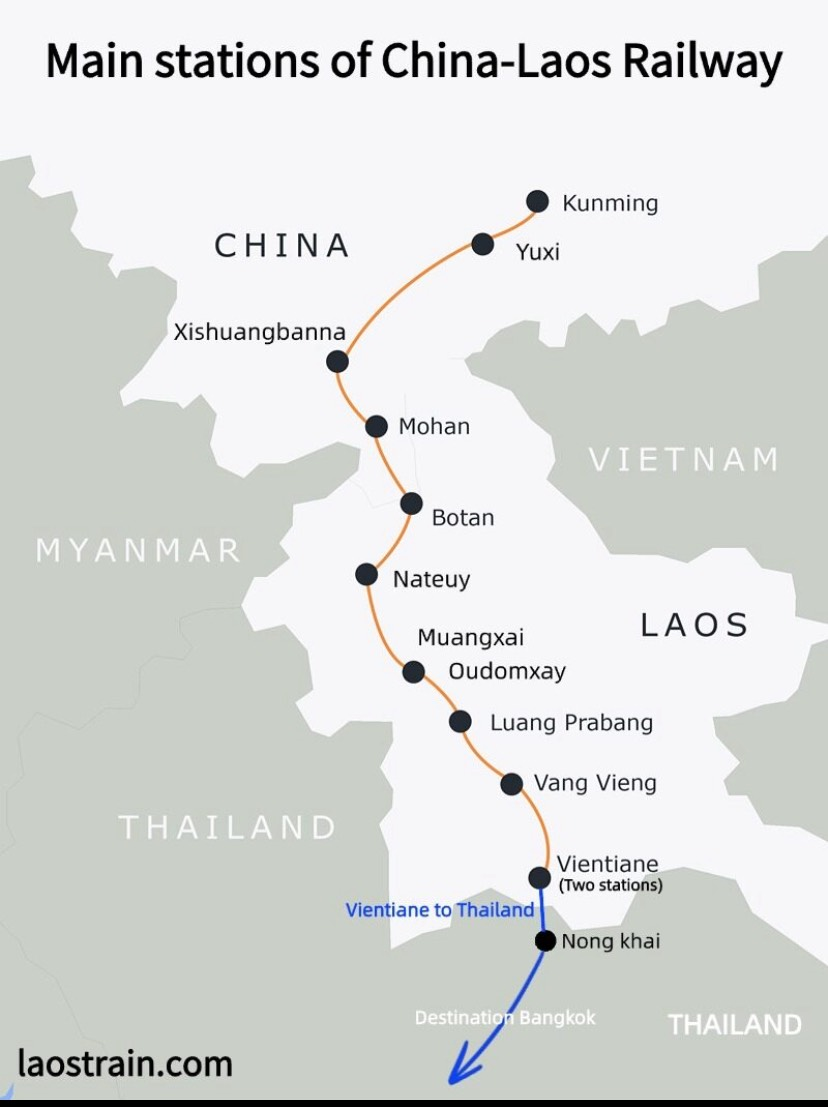 Main stations of China-Laos Railway
Kunming
CHINA
Yuxi
Xishuangbanna
Mohan
VIETNAM
Botan
MYANMAR
Nateuy
LAOS
Muangxai
Oudomxay
Luang Prabang
Vang Vieng
THAILAND
Vientiane
(Two stations)
Vientiane to Thailand
Nong khai
Destination Bangkok
THAILAND
laostrain.com